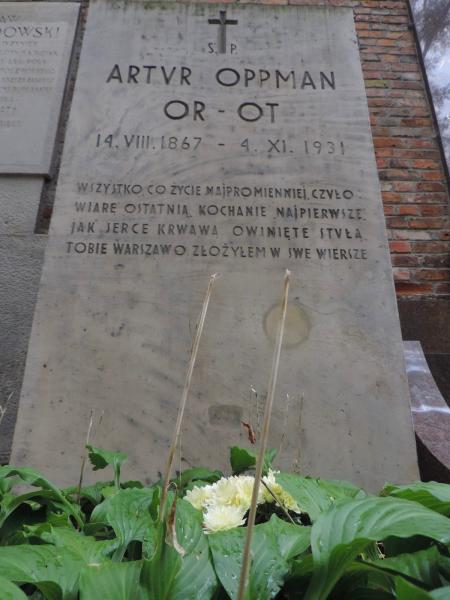 Ś. P.
ARTVR OPPMAN
OR-OT
14. VIII. 1867 - 4. XI. 1931
WSZYSTKO, CO ŻYCIE NAJPROMIENNIEJ CZUŁO
WIARĘ OSTATNIĄ, KOCHANIE NAJPIERWSZE
JAK SERCE KRWAWĄ OWINIĘTE STUŁĄ
TOBIE WARSZAWO ZŁOŻYŁEM W SWE WIERSZE